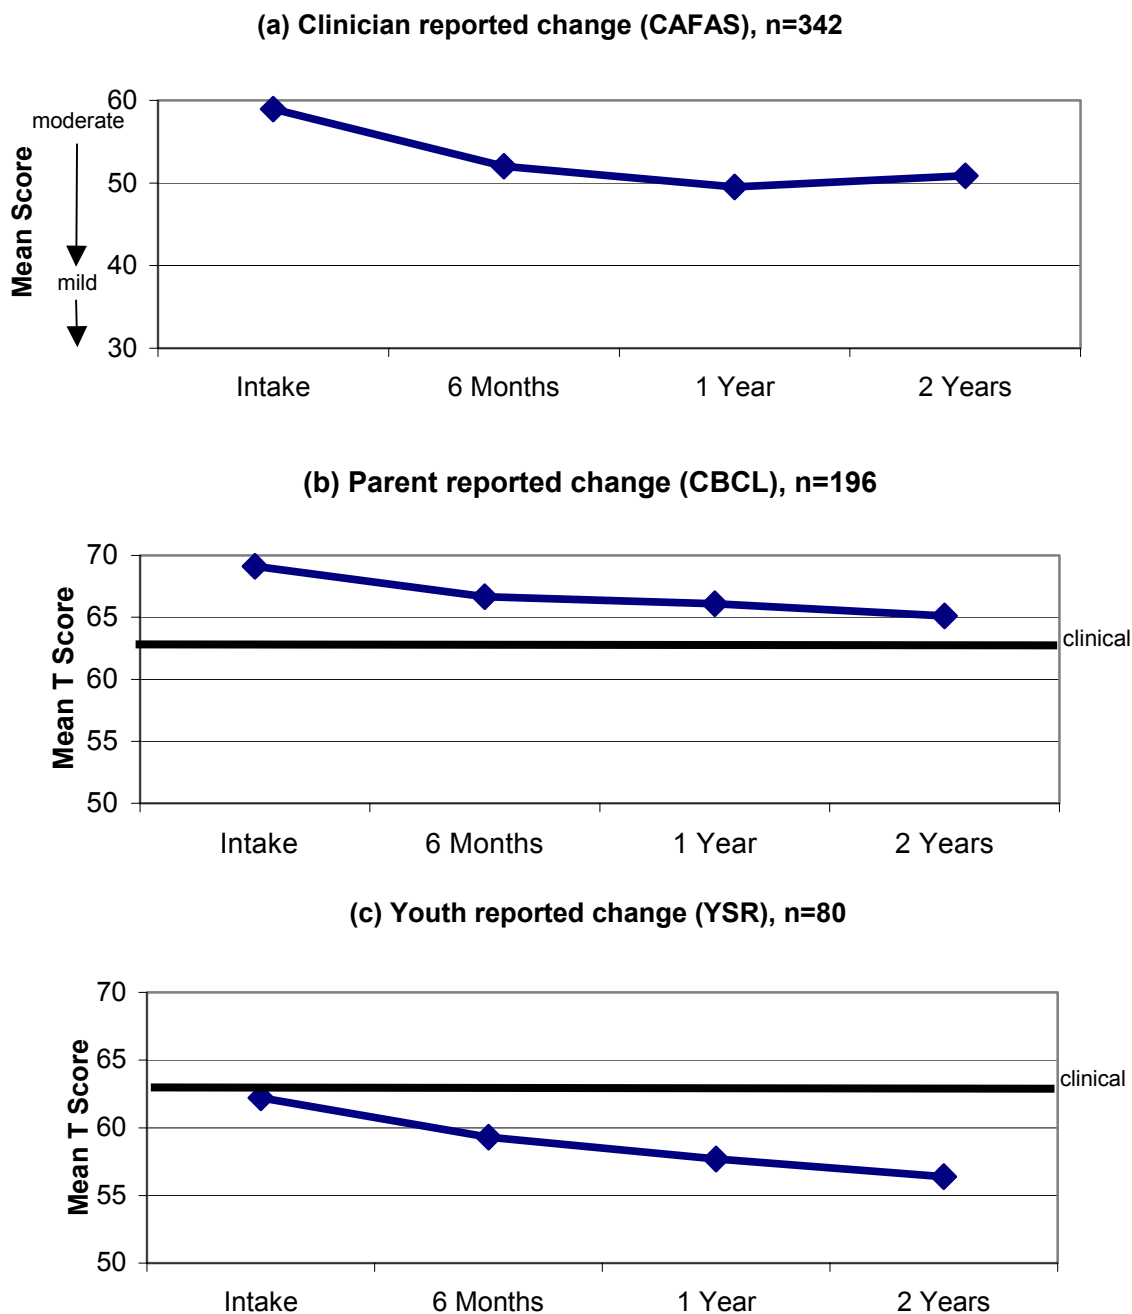 (a) Clinician reported change (CAFAS), n=342
Mean Score
moderate
mild
60
50
40
30
Intake 6 Months 1 Year 2 Years
(b) Parent reported change (CBCL), n=196
Mean T Score
70
65
60
55
50
clinical
Intake 6 Months 1 Year 2 Years
(c) Youth reported change (YSR), n=80
Mean T Score
70
65
60
55
50
clinical
Intake 6 Months 1 Year 2 Years